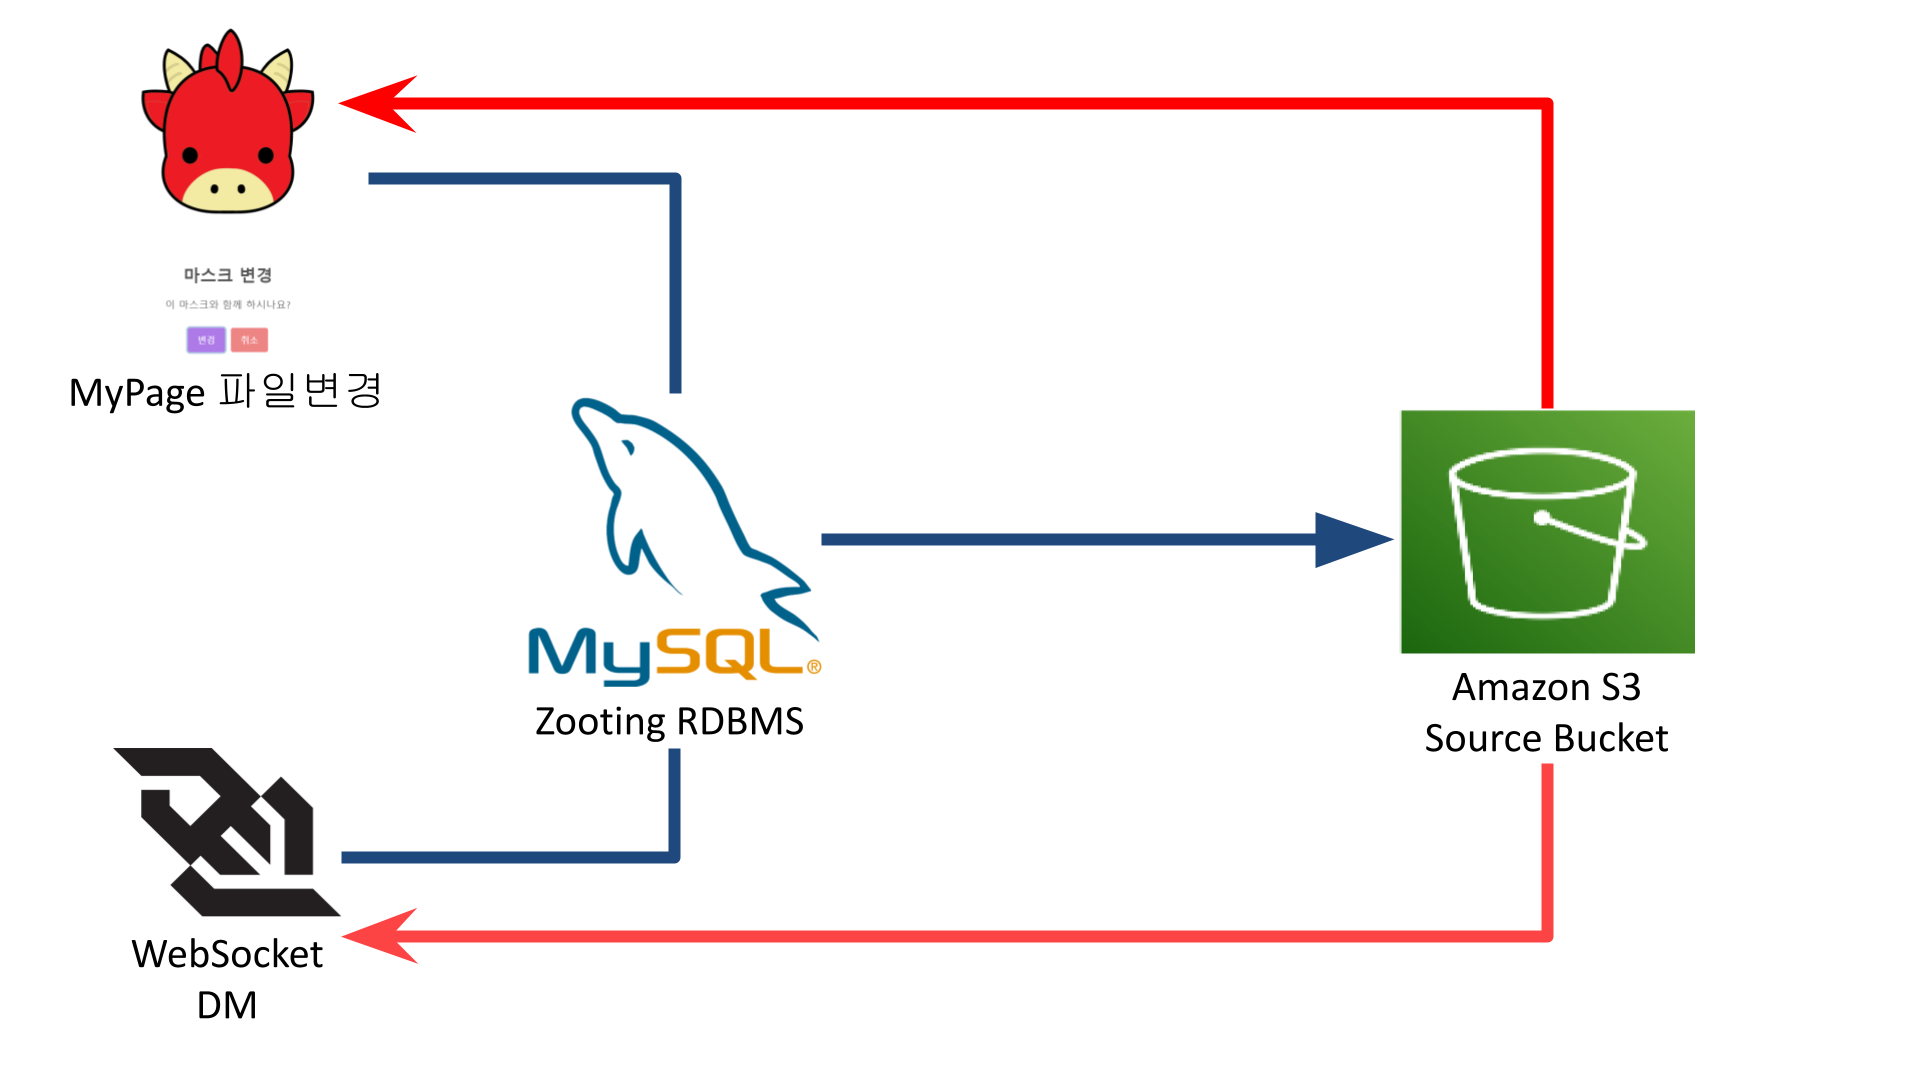 마스크 변경
이 마스크와 함께 하시나요?
변경 취소
MyPage 파일변경
MySQL®
Zooting RDBMS
Amazon S3
Source Bucket
WebSocket
DM